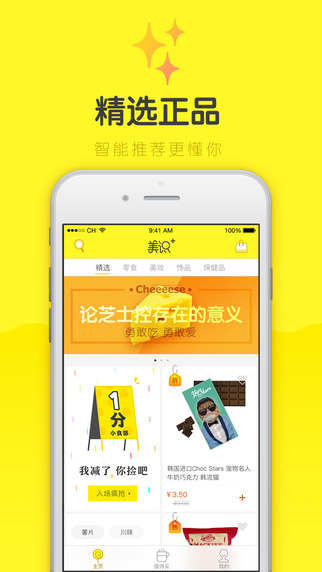 精选正品
智能推荐更懂你
CH
9:41 AM
100%
美识+
精选 零食 美妆 饰品 保健品
• Cheeeese •
论芝士控存在的意义
勇敢吃 勇敢爱
1
分
小食部
我减了 你捡吧
入场疯抢
折
韩国进口Choc Stars 宠物名人
牛奶巧克力 韩流猫
¥ 3.50
薯片 川味
热
主页 值得买 我的